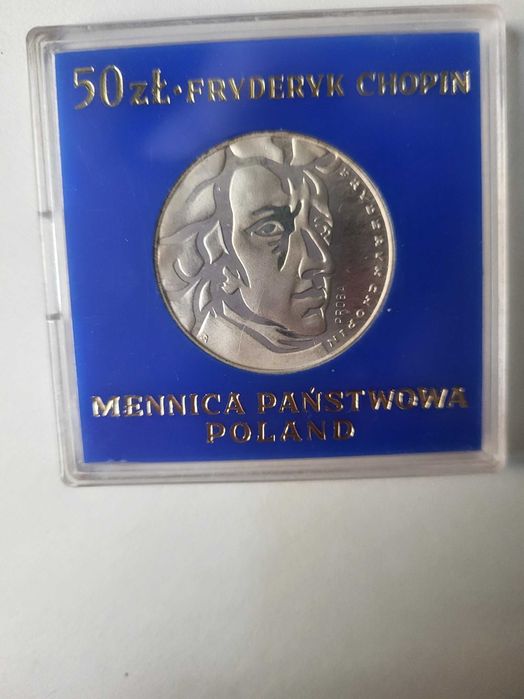 50 zł · FRYDERYK CHOPIN
FRYDERYK CHOPIN
PRÓBA
MENNICA PAŃSTWOWA
POLAND